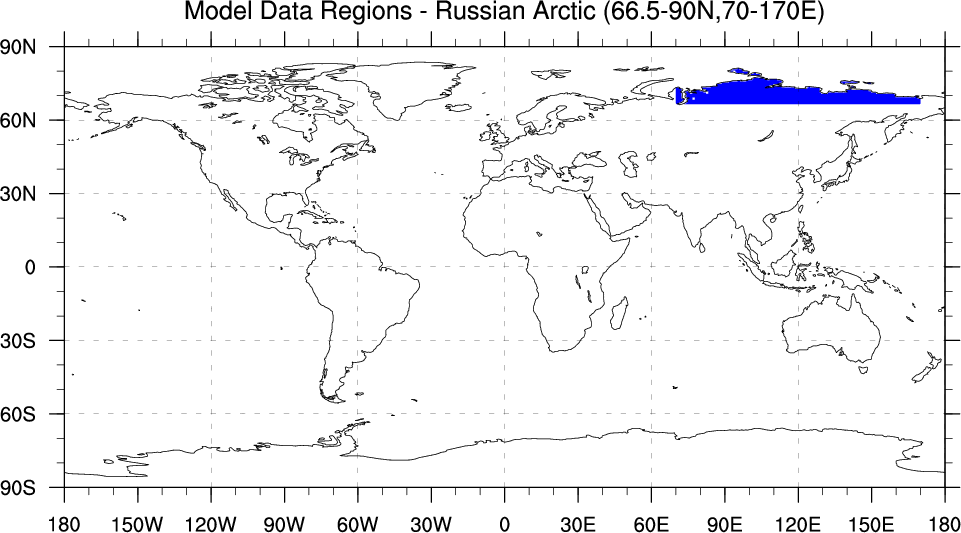 Model Data Regions - Russian Arctic (66.5-90N,70-170E)
90N
60N
30N
0
30S
60S
90S
180 150W 120W 90W 60W 30W 0 30E 60E 90E 120E 150E 180